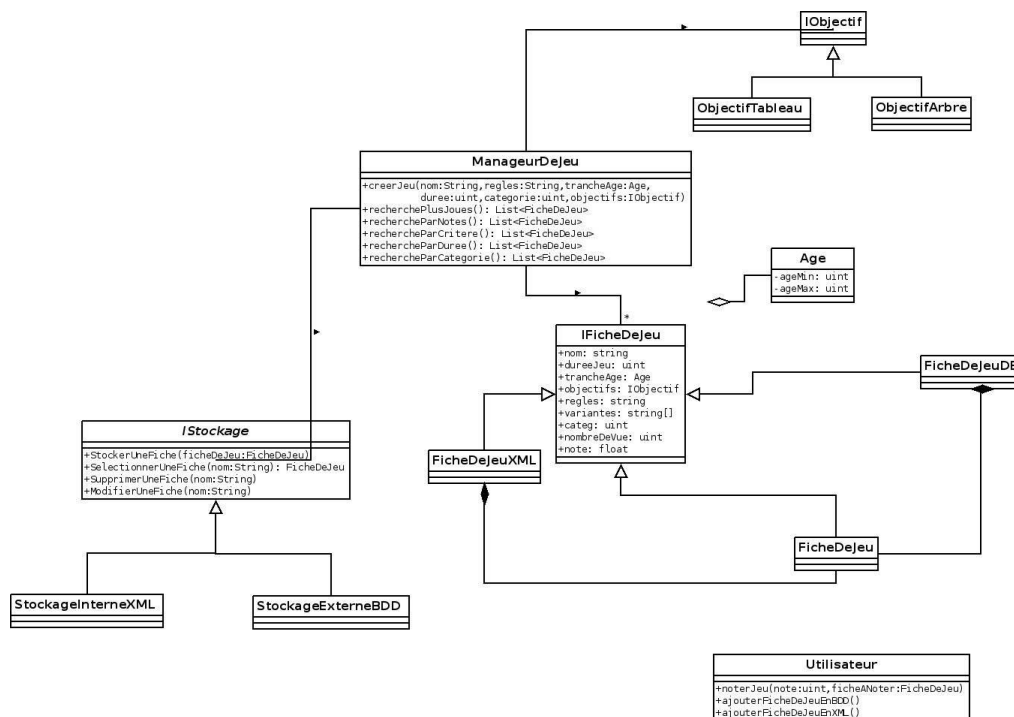 IObjectif
ObjectifTableau
ObjectifArbre
ManageurDeJeu
+creerJeu(nom:String,regles:String,trancheAge:Age,
duree:uint,categorie:uint,objectifs:IObjectif)
+recherchePlusJoues(): List<FicheDeJeu>
+rechercheParNotes(): List<FicheDeJeu>
+rechercheParCritere(): List<FicheDeJeu>
+rechercheParDuree(): List<FicheDeJeu>
+rechercheParCategorie(): List<FicheDeJeu>
Age
-ageMin: uint
-ageMax: uint
*
IFicheDeJeu
+nom: string
+dureeJeu: uint
+trancheAge: Age
+objectifs: IObjectif
+regles: string
+variantes: string[]
+categ: uint
+nombreDeVue: uint
+note: float
FicheDeJeuDB
IStockage
+StockerUneFiche(ficheDeJeu:FicheDeJeu)
+SelectionnerUneFiche(nom:String): FicheDeJeu
+SupprimerUneFiche(nom:String)
+ModifierUneFiche(nom:String)
FicheDeJeuXML
FicheDeJeu
StockageInterneXML
StockageExterneBDD
Utilisateur
+noterJeu(note:uint,ficheANoter:FicheDeJeu)
+ajouterFicheDeJeuEnBDD()
+ajouterFicheDeJeuEnXML()